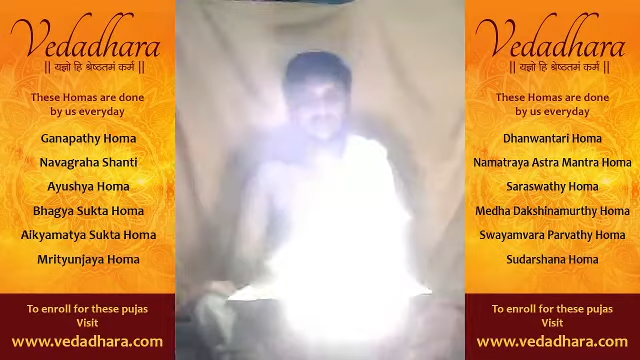 Vedadhara
|| यज्ञो हि श्रेष्ठतमं कर्म ||
These Homas are done
by us everyday
Ganapathy Homa
Navagraha Shanti
Ayushya Homa
Bhagya Sukta Homa
Aikyamatya Sukta Homa
Mrityunjaya Homa
To enroll for these pujas
Visit
www.vedadhara.com
Vedadhara
|| यज्ञो हि श्रेष्ठतमं कर्म ||
These Homas are done
by us everyday
Dhanwantari Homa
Namatraya Astra Mantra Homa
Saraswathy Homa
Medha Dakshinamurthy Homa
Swayamvara Parvathy Homa
Sudarshana Homa
To enroll for these pujas
Visit
www.vedadhara.com